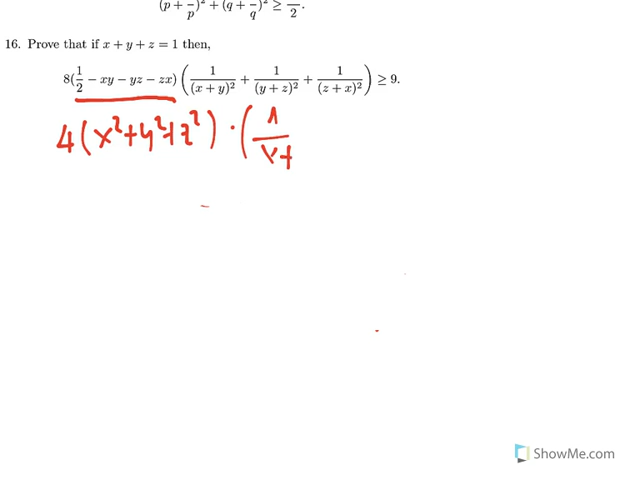 (p + 1/p)² + (q + 1/q)² ≥ —/2.
16. Prove that if x + y + z = 1 then,
8(1/2 − xy − yz − zx) (1/(x + y)² + 1/(y + z)² + 1/(z + x)²) ≥ 9.
4(x²+y²+z²) · (1/x+
ShowMe.com